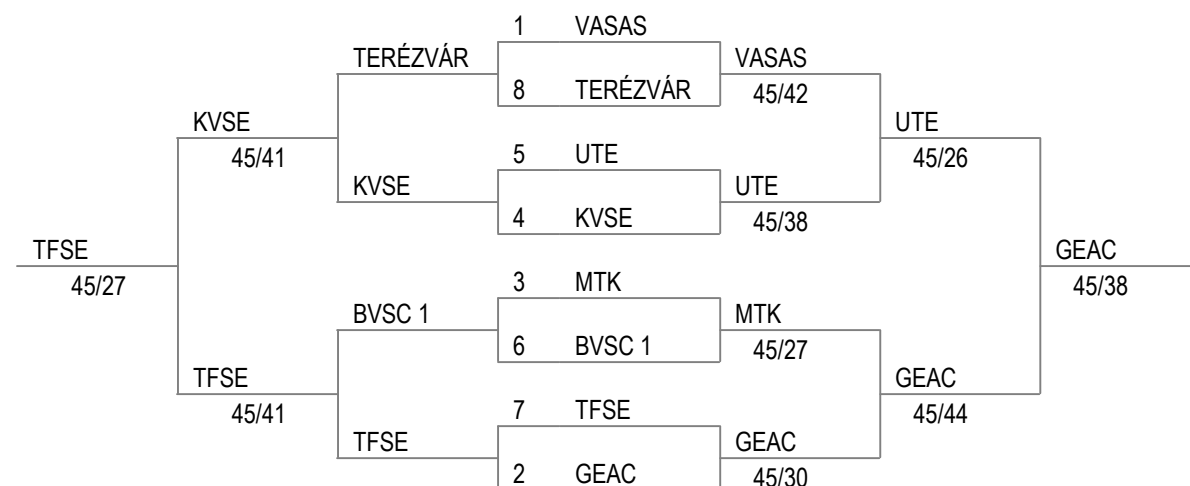 1 VASAS
TERÉZVÁR VASAS
8 TERÉZVÁR 45/42
KVSE UTE
45/41 5 UTE 45/26
KVSE UTE
4 KVSE 45/38
TFSE GEAC
45/27 3 MTK 45/38
BVSC 1 MTK
6 BVSC 1 45/27
TFSE GEAC
45/41 7 TFSE 45/44
TFSE GEAC
2 GEAC 45/30